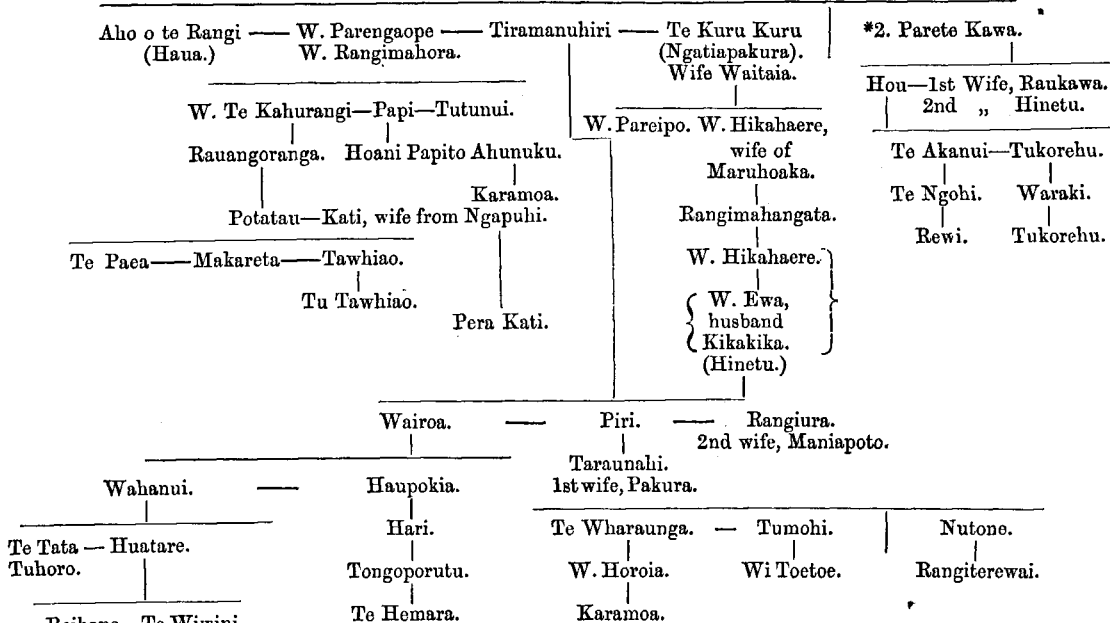 Aho o te Rangi — W. Parengaope — Tiramanuhiri — Te Kuru Kuru *2. Parete Kawa.
(Haua.) W. Rangimahora. (Ngatiapakura).
Wife Waitaia.
Hou—1st Wife, Raukawa.
2nd „ Hinetu.
W. Te Kahurangi—Papi—Tutunui.
W. Pareipo. W. Hikahaere,
Rauangoranga. Hoani Papito Ahunuku. wife of Te Akanui—Tukorehu.
Maruhoaka.
Karamoa. Te Ngohi. Waraki.
Potatau—Kati, wife from Ngapuhi. Rangimahangata.
Rewi. Tukorehu.
Te Paea—Makareta—Tawhiao. W. Hikahaere.
Tu Tawhiao. W. Ewa,
Pera Kati. husband
Kikakika.
(Hinetu.)
Wairoa. — Piri. — Rangiura.
2nd wife, Maniapoto.
Taraunahi.
Wahanui. — Haupokia. 1st wife, Pakura.
Hari. Te Wharaunga. — Tumohi. Nutone.
Te Tata — Huatare.
Tuhoro. Tongoporutu. W. Horoia. Wi Toetoe. Rangiterewai.
Te Hemara. Karamoa.